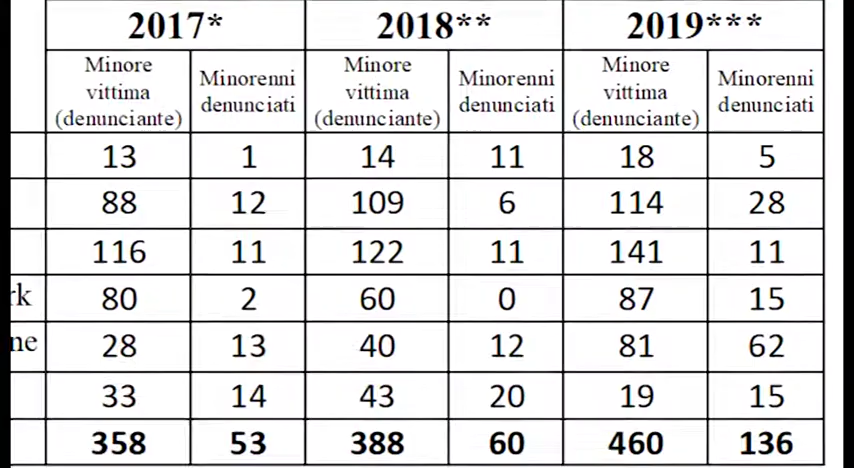 2017* 2018** 2019***
Minore vittima (denunciante) Minorenni denunciati Minore vittima (denunciante) Minorenni denunciati Minore vittima (denunciante) Minorenni denunciati
13 1 14 11 18 5
88 12 109 6 114 28
116 11 122 11 141 11
rk 80 2 60 0 87 15
ne 28 13 40 12 81 62
33 14 43 20 19 15
358 53 388 60 460 136